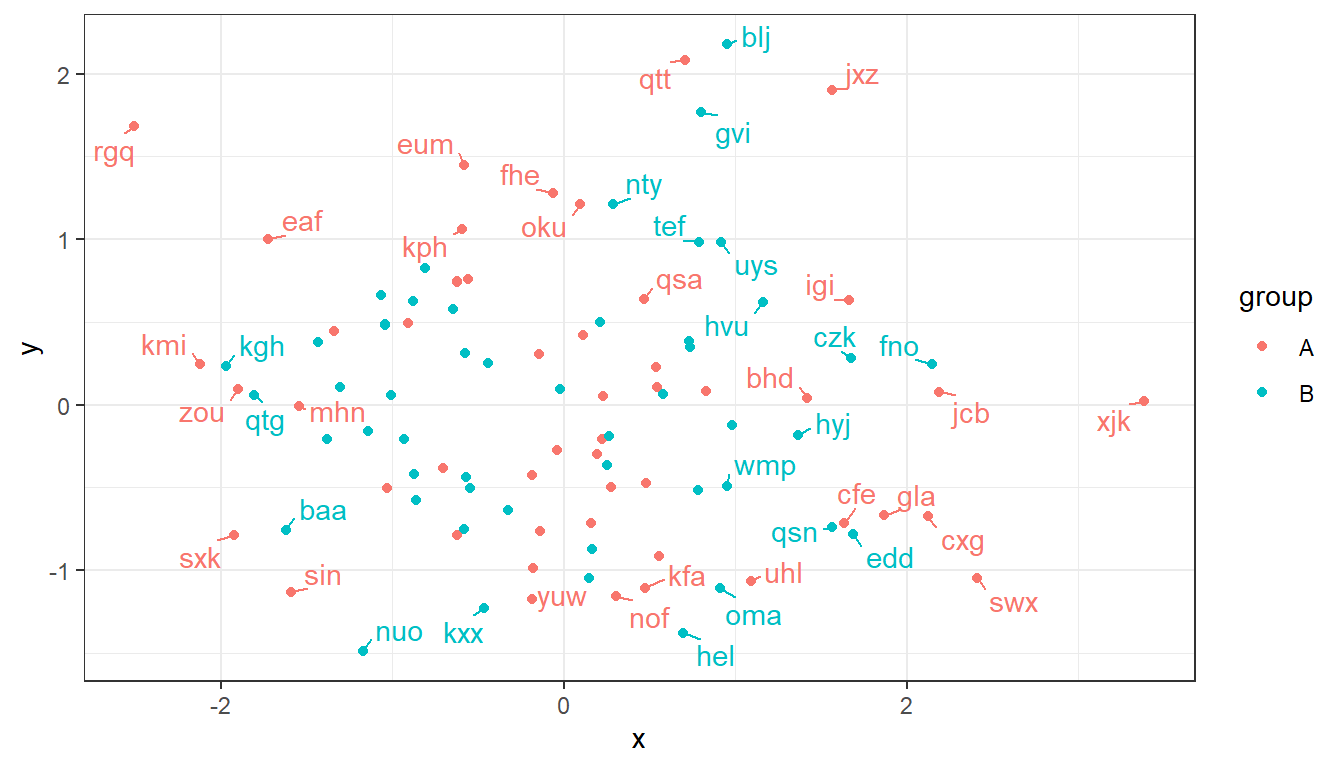 blj
qtt
jxz
2
gvi
rgq
eum
fhe
nty
eaf
oku
tef
1
kph
uys
qsa
igi
group
hvu
czk
fno
kmi
kgh
y
A
bhd
B
zou
mhn
0
qtg
jcb
xjk
hyj
wmp
cfe
gla
baa
qsn
cxg
sxk
edd
-1
sin
kfa
uhl
yuw
swx
nof
oma
nuo
kxx
hel
-2
0
2
x